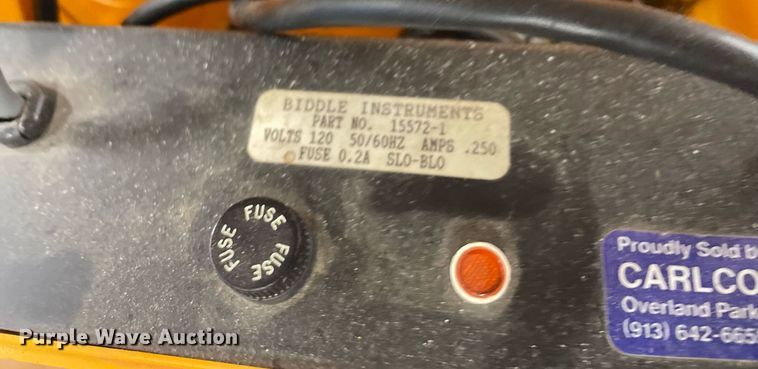 BIDDLE INSTRUMENTS
PART NO. 15572-1
VOLTS 120 50/60HZ AMPS .250
FUSE 0.2A SLO-BLO
FUSE FUSE FUSE
Proudly Sold b
CARLCO
Overland Park
(913) 642-665
Purple Wave Auction